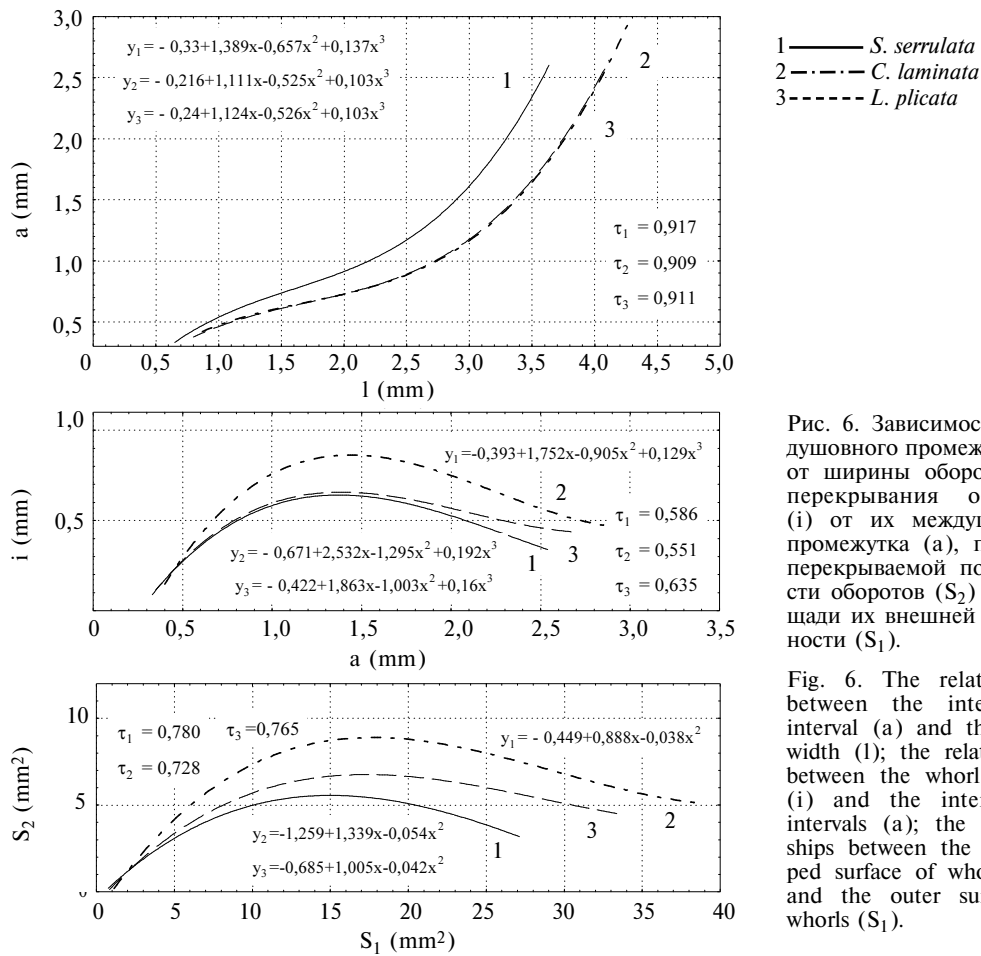 3,0
2,5
2,0
1,5
1,0
0,5
a (mm)
y₁= - 0,33+1,389x-0,657x²+0,137x³
y₂= - 0,216+1,111x-0,525x²+0,103x³
y₃= - 0,24+1,124x-0,526x²+0,103x³
1
2
3
τ₁ = 0,917
τ₂ = 0,909
τ₃ = 0,911
0 0,5 1,0 1,5 2,0 2,5 3,0 3,5 4,0 4,5 5,0
l (mm)
1 S. serrulata
2 C. laminata
3 L. plicata
1,0
0,5
i (mm)
y₁=-0,393+1,752x-0,905x²+0,129x³
2
τ₁ = 0,586
y₂= - 0,671+2,532x-1,295x²+0,192x³
1
3
τ₂ = 0,551
y₃= - 0,422+1,863x-1,003x²+0,16x³
τ₃ = 0,635
0 0,5 1,0 1,5 2,0 2,5 3,0 3,5
a (mm)
10
5
0
S₂ (mm²)
τ₁ = 0,780
τ₃=0,765
τ₂ = 0,728
y₁= - 0,449+0,888x-0,038x²
y₂=-1,259+1,339x-0,054x²
y₃=-0,685+1,005x-0,042x²
1
3
2
0 5 10 15 20 25 30 35 40
S₁ (mm²)
Рис. 6. Зависимос
душовного промеж
от ширины оборо
перекрывания о
(i) от их междуш
промежутка (a), п
перекрываемой по
сти оборотов (S₂)
щади их внешней
ности (S₁).
Fig. 6. The relat
between the inte
interval (a) and th
width (l); the relat
between the whorl
(i) and the inter
intervals (a); the
ships between the
ped surface of who
and the outer su
whorls (S₁).